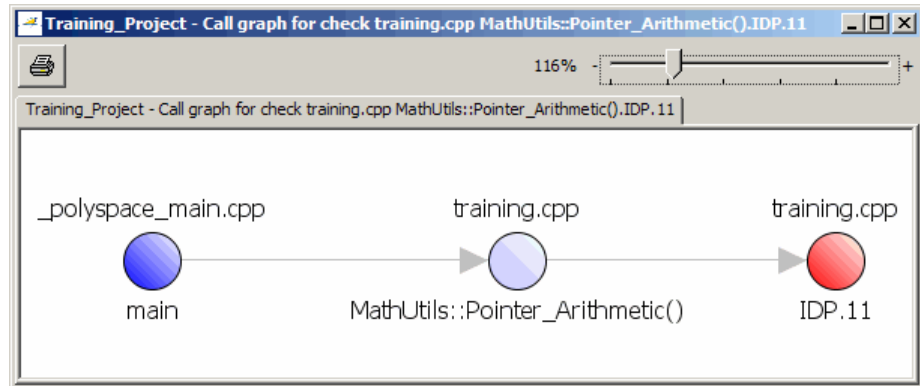 Training_Project - Call graph for check training.cpp MathUtils::Pointer_Arithmetic().IDP.11
116% - +
Training_Project - Call graph for check training.cpp MathUtils::Pointer_Arithmetic().IDP.11
_polyspace_main.cpp training.cpp training.cpp
main MathUtils::Pointer_Arithmetic() IDP.11